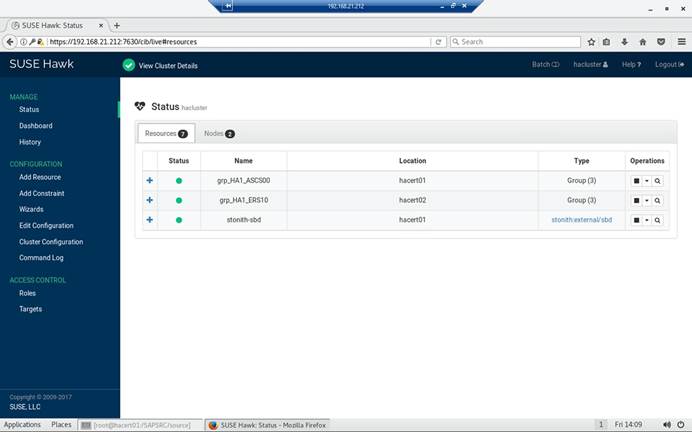 192.168.21.212
SUSE Hawk: Status
https://192.168.21.212:7630/cib/live#resources
Search
SUSE Hawk
View Cluster Details
Batch
hacluster
Help ?
Logout
MANAGE
Status
Dashboard
History
CONFIGURATION
Add Resource
Add Constraint
Wizards
Edit Configuration
Cluster Configuration
Command Log
ACCESS CONTROL
Roles
Targets
Copyright © 2009-2017
SUSE, LLC
Status hacluster
Resources 7 Nodes 2
Status Name Location Type Operations
grp_HA1_ASCS00 hacert01 Group (3)
grp_HA1_ERS10 hacert02 Group (3)
stonith-sbd hacert01 stonith:external/sbd
Applications Places [root@hacert01:/SAPSRC/source] SUSE Hawk: Status - Mozilla Firefox 1 Fri 14:09